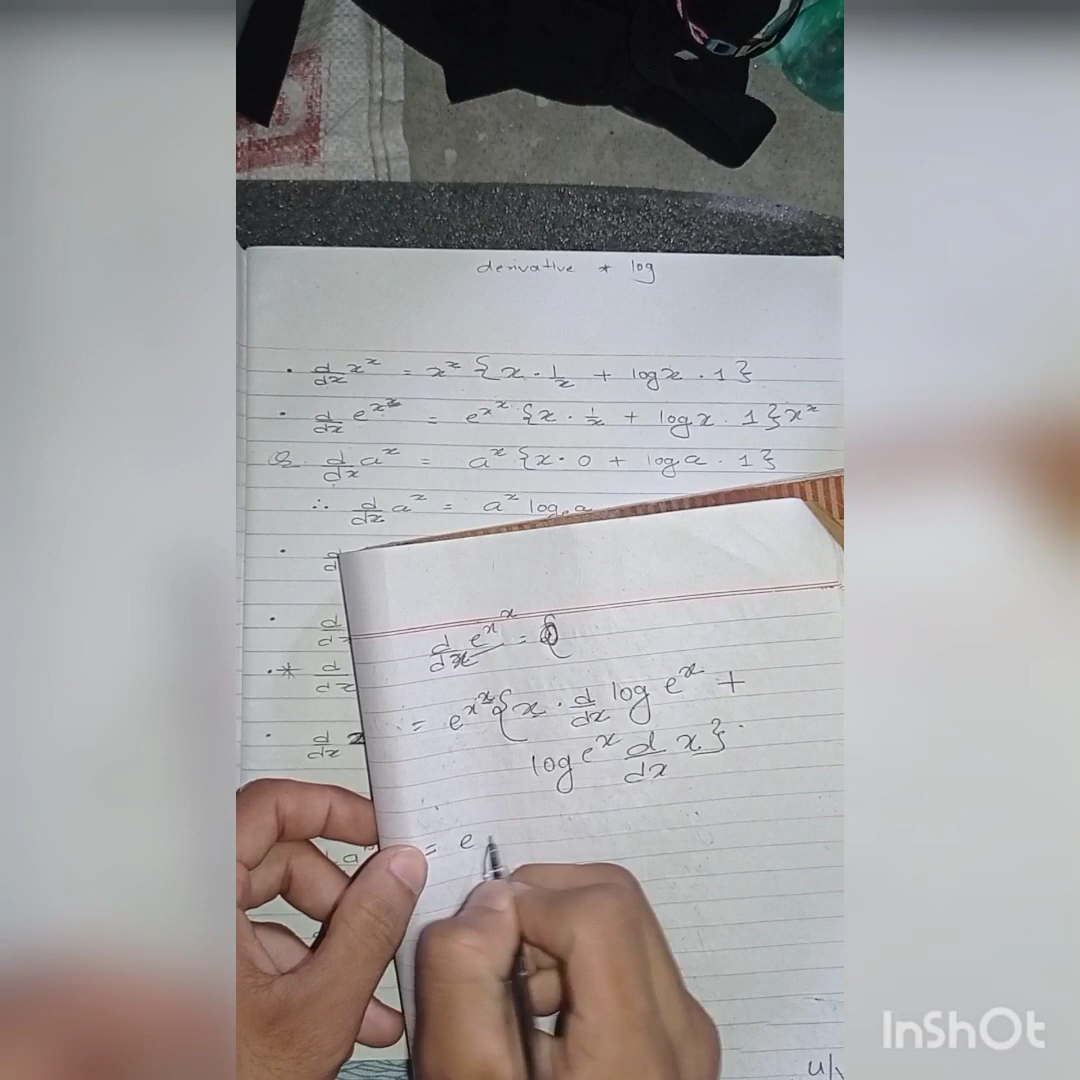 derivative * log
• d/dx x^x = x^x {x · 1/x + log x · 1}
• d/dx e^x^x = e^x^x {x · 1/x + log x · 1} x^x
d/dx a^x = a^x {x · 0 + log a · 1}
∴ d/dx a^x = a^x log a
d/dx e^x^x =
= e^x^x {x · d/dx log e^x +
log e^x d/dx x}
= e
InShOt